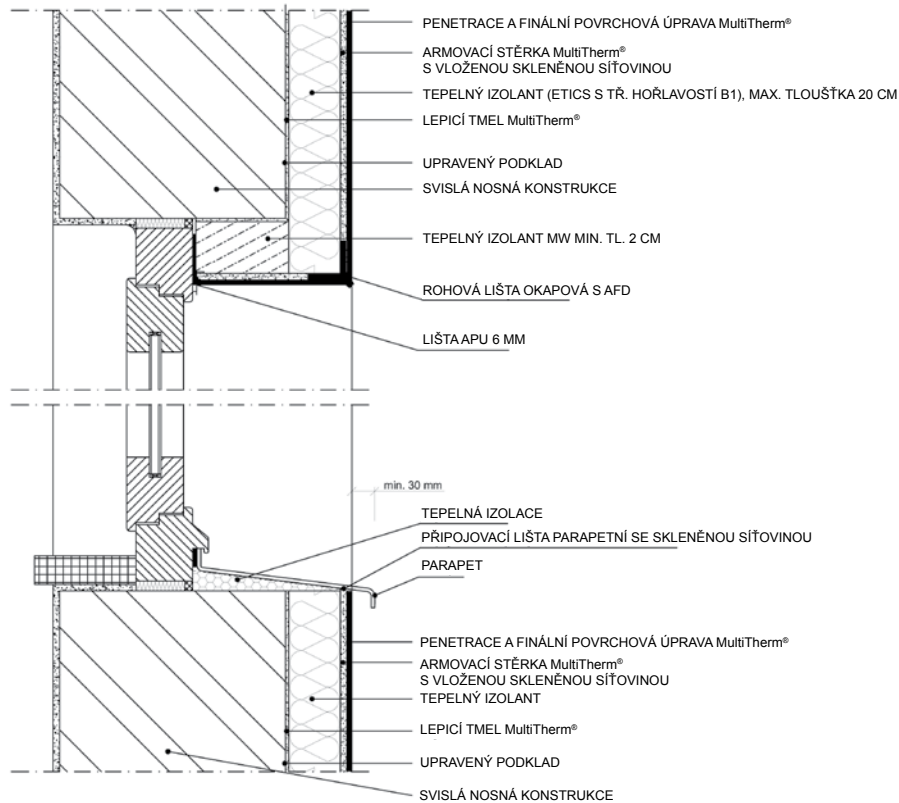 PENETRACE A FINÁLNÍ POVRCHOVÁ ÚPRAVA MultiTherm®
ARMOVACÍ STĚRKA MultiTherm®
S VLOŽENOU SKLENĚNOU SÍŤOVINOU
TEPELNÝ IZOLANT (ETICS S TŘ. HOŘLAVOSTÍ B1), MAX. TLOUŠŤKA 20 CM
LEPICÍ TMEL MultiTherm®
UPRAVENÝ PODKLAD
SVISLÁ NOSNÁ KONSTRUKCE
TEPELNÝ IZOLANT MW MIN. TL. 2 CM
ROHOVÁ LIŠTA OKAPOVÁ S AFD
LIŠTA APU 6 MM
min. 30 mm
TEPELNÁ IZOLACE
PŘIPOJOVACÍ LIŠTA PARAPETNÍ SE SKLENĚNOU SÍŤOVINOU
PARAPET
PENETRACE A FINÁLNÍ POVRCHOVÁ ÚPRAVA MultiTherm®
ARMOVACÍ STĚRKA MultiTherm®
S VLOŽENOU SKLENĚNOU SÍŤOVINOU
TEPELNÝ IZOLANT
LEPICÍ TMEL MultiTherm®
UPRAVENÝ PODKLAD
SVISLÁ NOSNÁ KONSTRUKCE